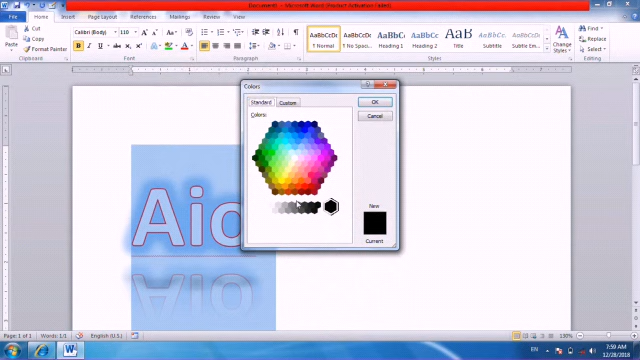 Document1 - Microsoft Word (Product Activation Failed)
File Home Insert Page Layout References Mailings Review View
Paste
Cut
Copy
Format Painter
Clipboard
Calibri (Body) 110
Font
Paragraph
AaBbCcDc AaBbCcDc AaBbCc AaBbCc AaB AaBbCc. AaBbCcDc
¶ Normal ¶ No Spaci... Heading 1 Heading 2 Title Subtitle Subtle Em...
Change Styles
Styles
Find
Replace
Select
Editing
Colors
Standard Custom
Colors:
OK
Cancel
New
Current
Aio
Aio
Page: 1 of 1 Words: 1/1 English (U.S.) 130%
EN
7:59 AM
12/28/2018